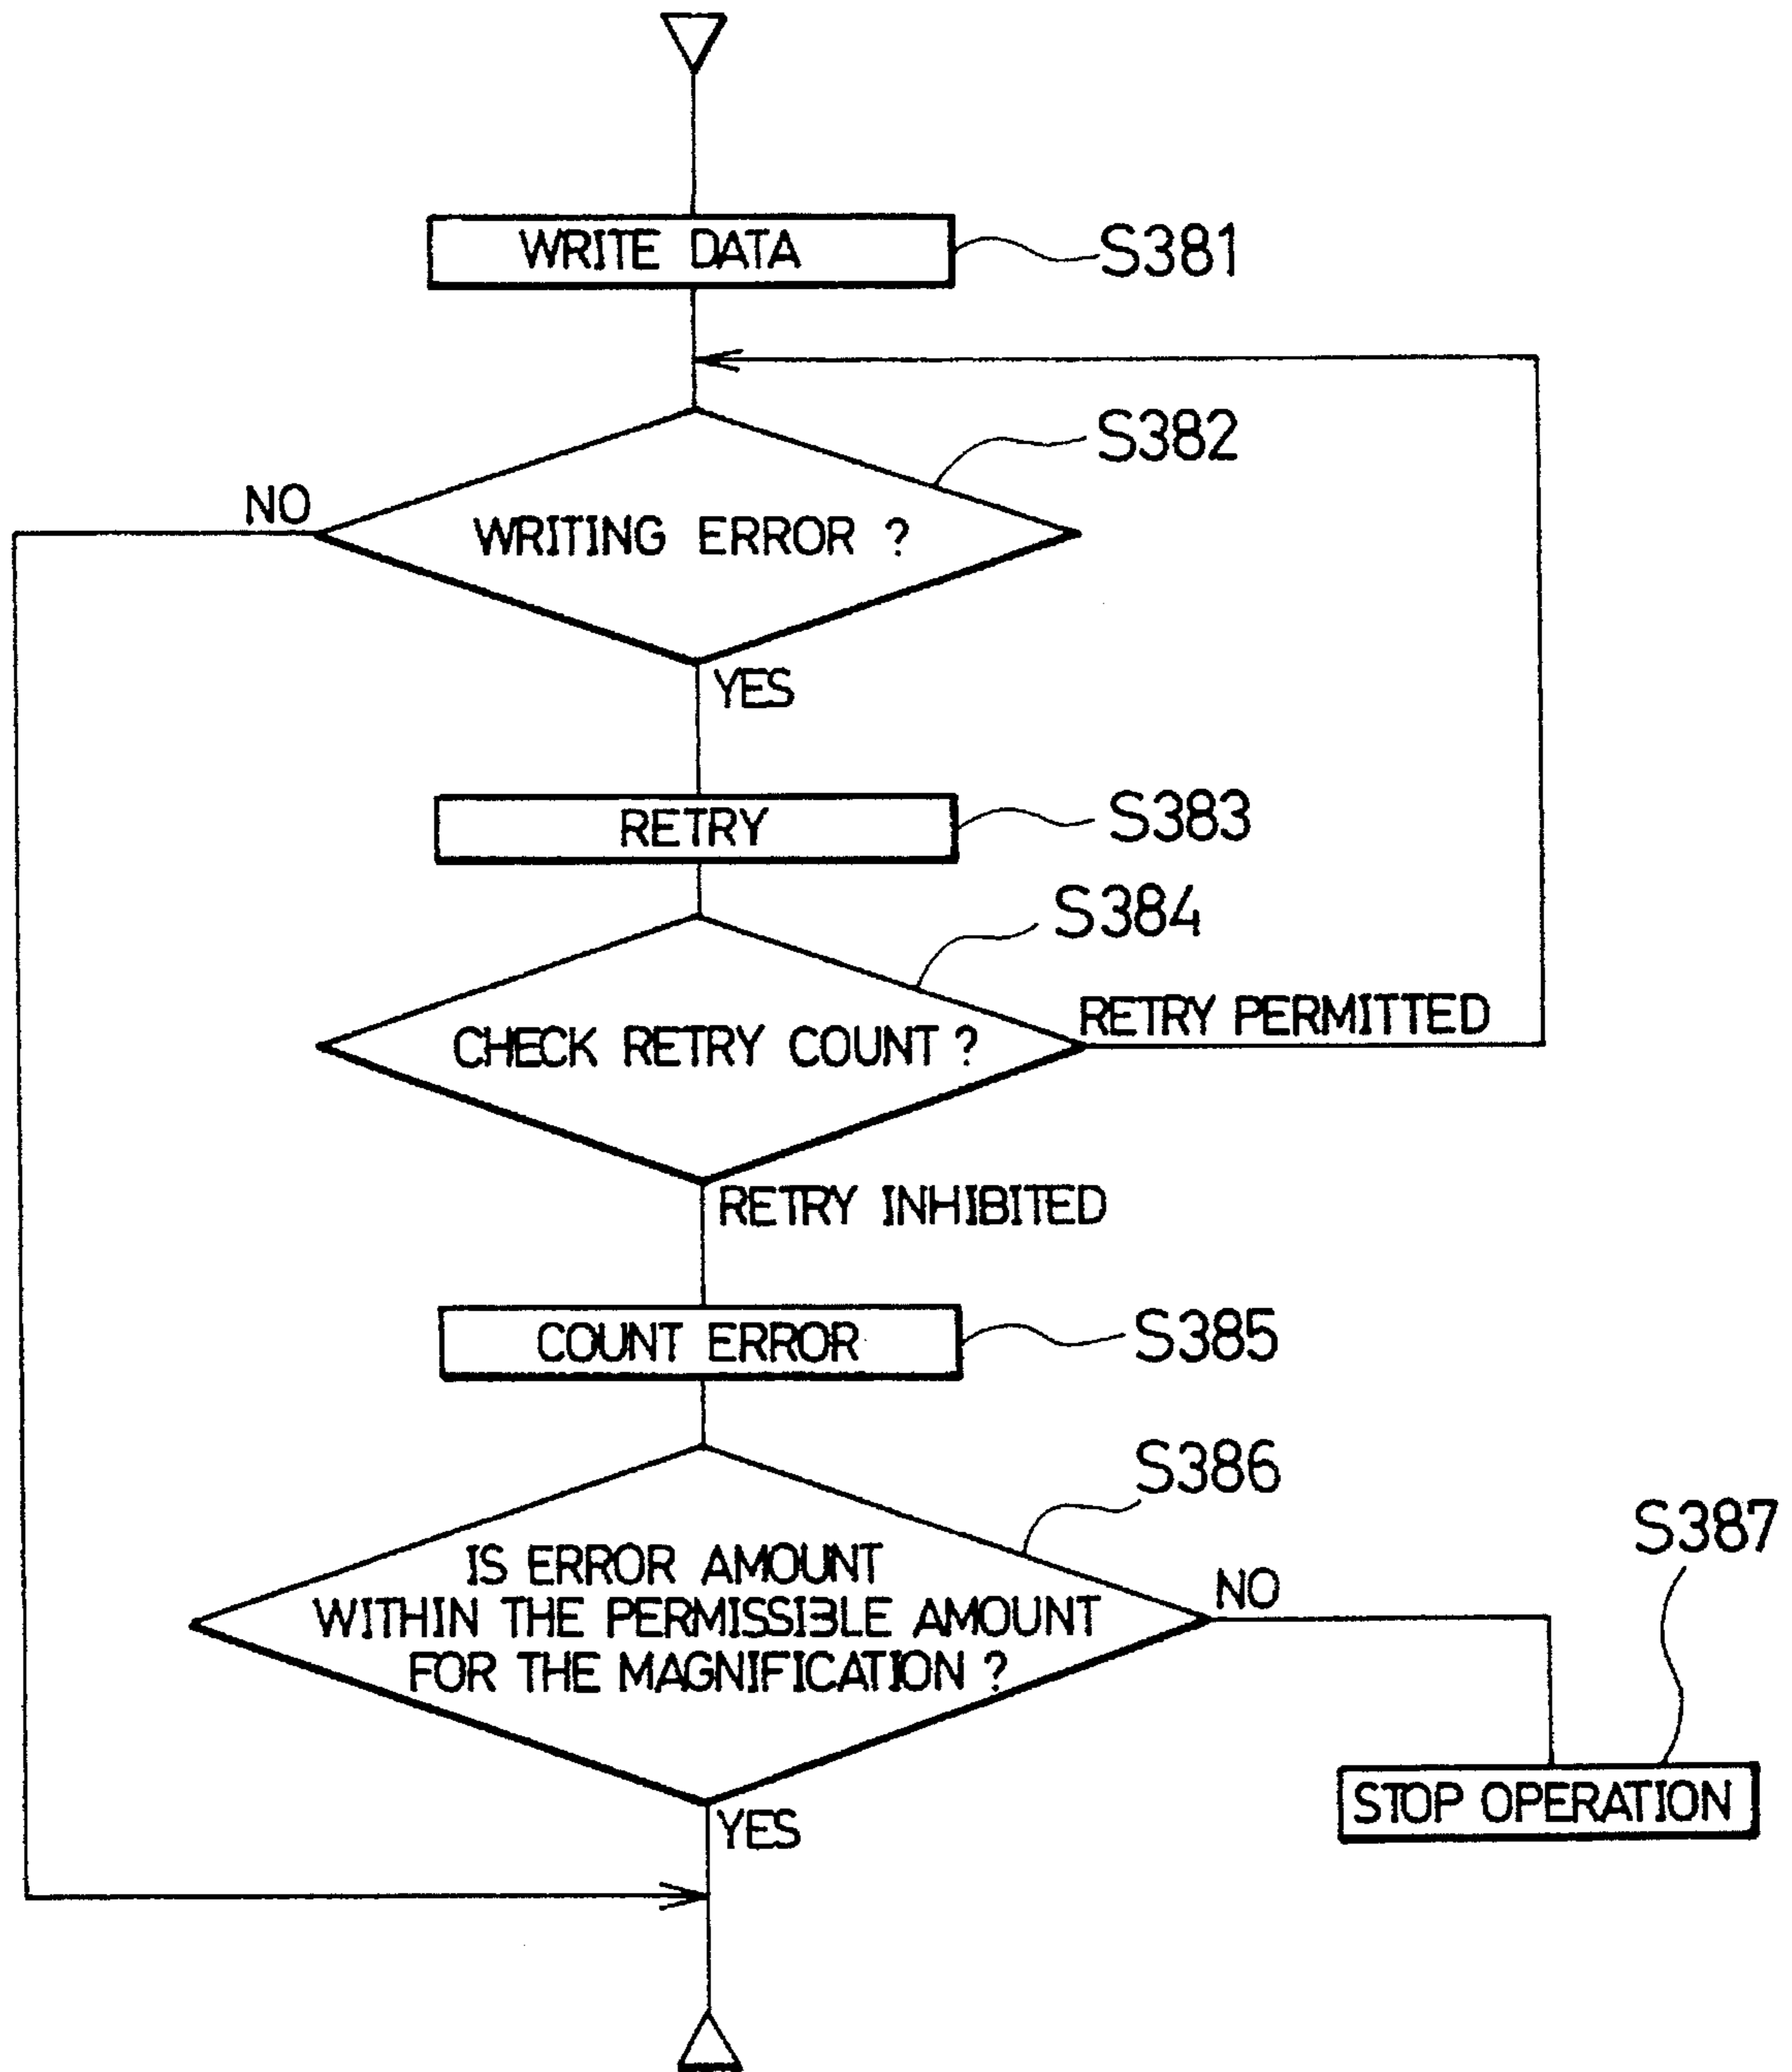 WRITE DATA
S381
S382
NO
WRITING ERROR ?
YES
RETRY
S383
S384
RETRY PERMITTED
CHECK RETRY COUNT ?
RETRY INHIBITED
COUNT ERROR
S385
S386
S387
IS ERROR AMOUNT
NO
WITHIN THE PERMISSIBLE AMOUNT
FOR THE MAGNIFICATION ?
STOP OPERATION
YES